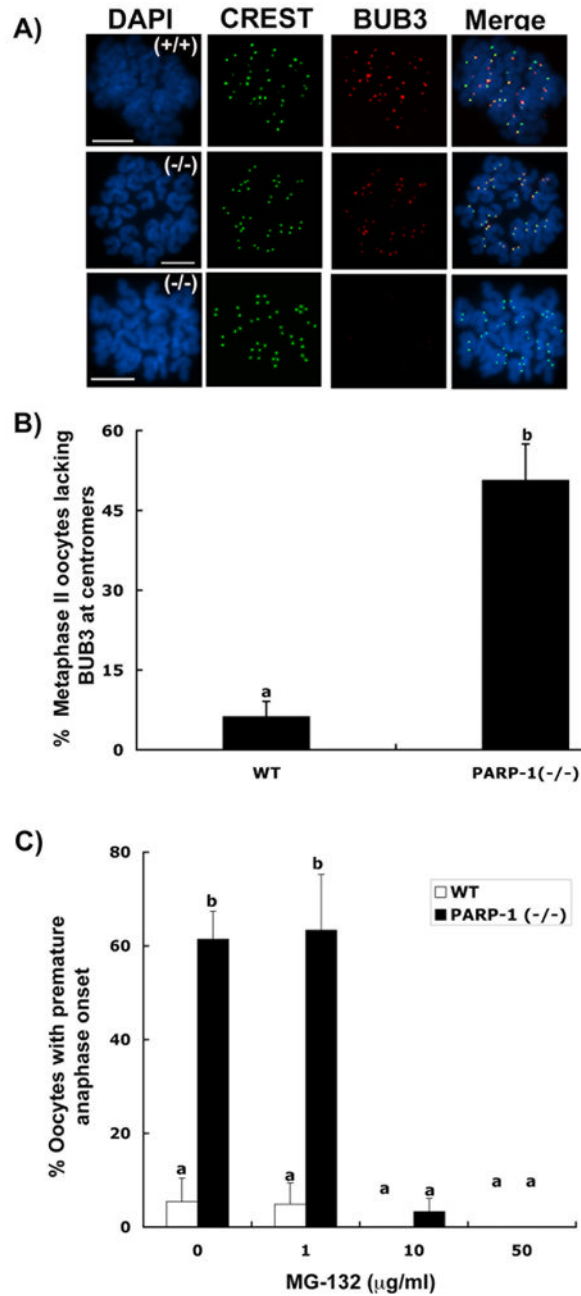 A)
DAPI CREST BUB3 Merge
(+/+)
(-/-)
(-/-)
B)
% Metaphase II oocytes lacking
BUB3 at centromers
60
45
30
15
0
a
b
WT PARP-1(-/-)
C)
% Oocytes with premature
anaphase onset
80
60
40
20
0
a b a b a a a a
WT
PARP-1 (-/-)
0 1 10 50
MG-132 (µg/ml)